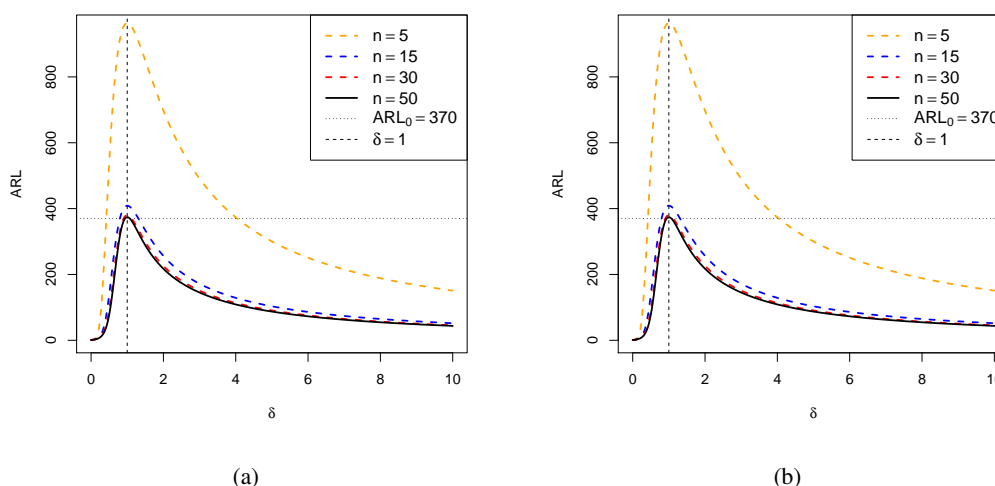 n = 5
n = 15
n = 30
n = 50
ARL₀ = 370
δ = 1
ARL
0
200
400
600
800
0 2 4 6 8 10
δ
(a)
n = 5
n = 15
n = 30
n = 50
ARL₀ = 370
δ = 1
ARL
0
200
400
600
800
0 2 4 6 8 10
δ
(b)